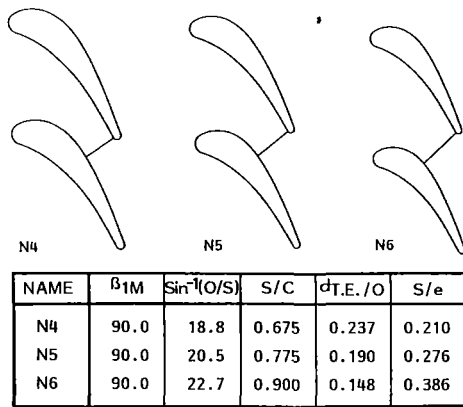 N4 N5 N6
NAME β1M Sin⁻¹(O/S) S/C dT.E./O S/e
N4 90.0 18.8 0.675 0.237 0.210
N5 90.0 20.5 0.775 0.190 0.276
N6 90.0 22.7 0.900 0.148 0.386